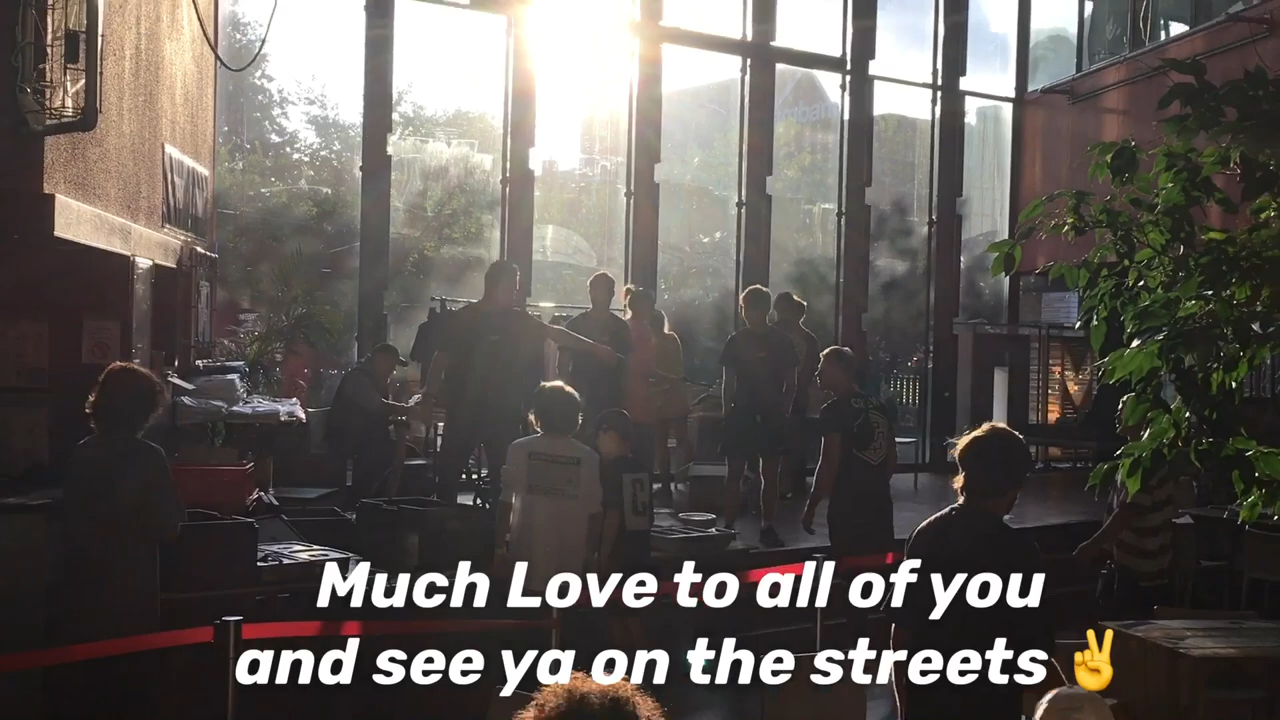 Much Love to all of you
and see ya on the streets ✌